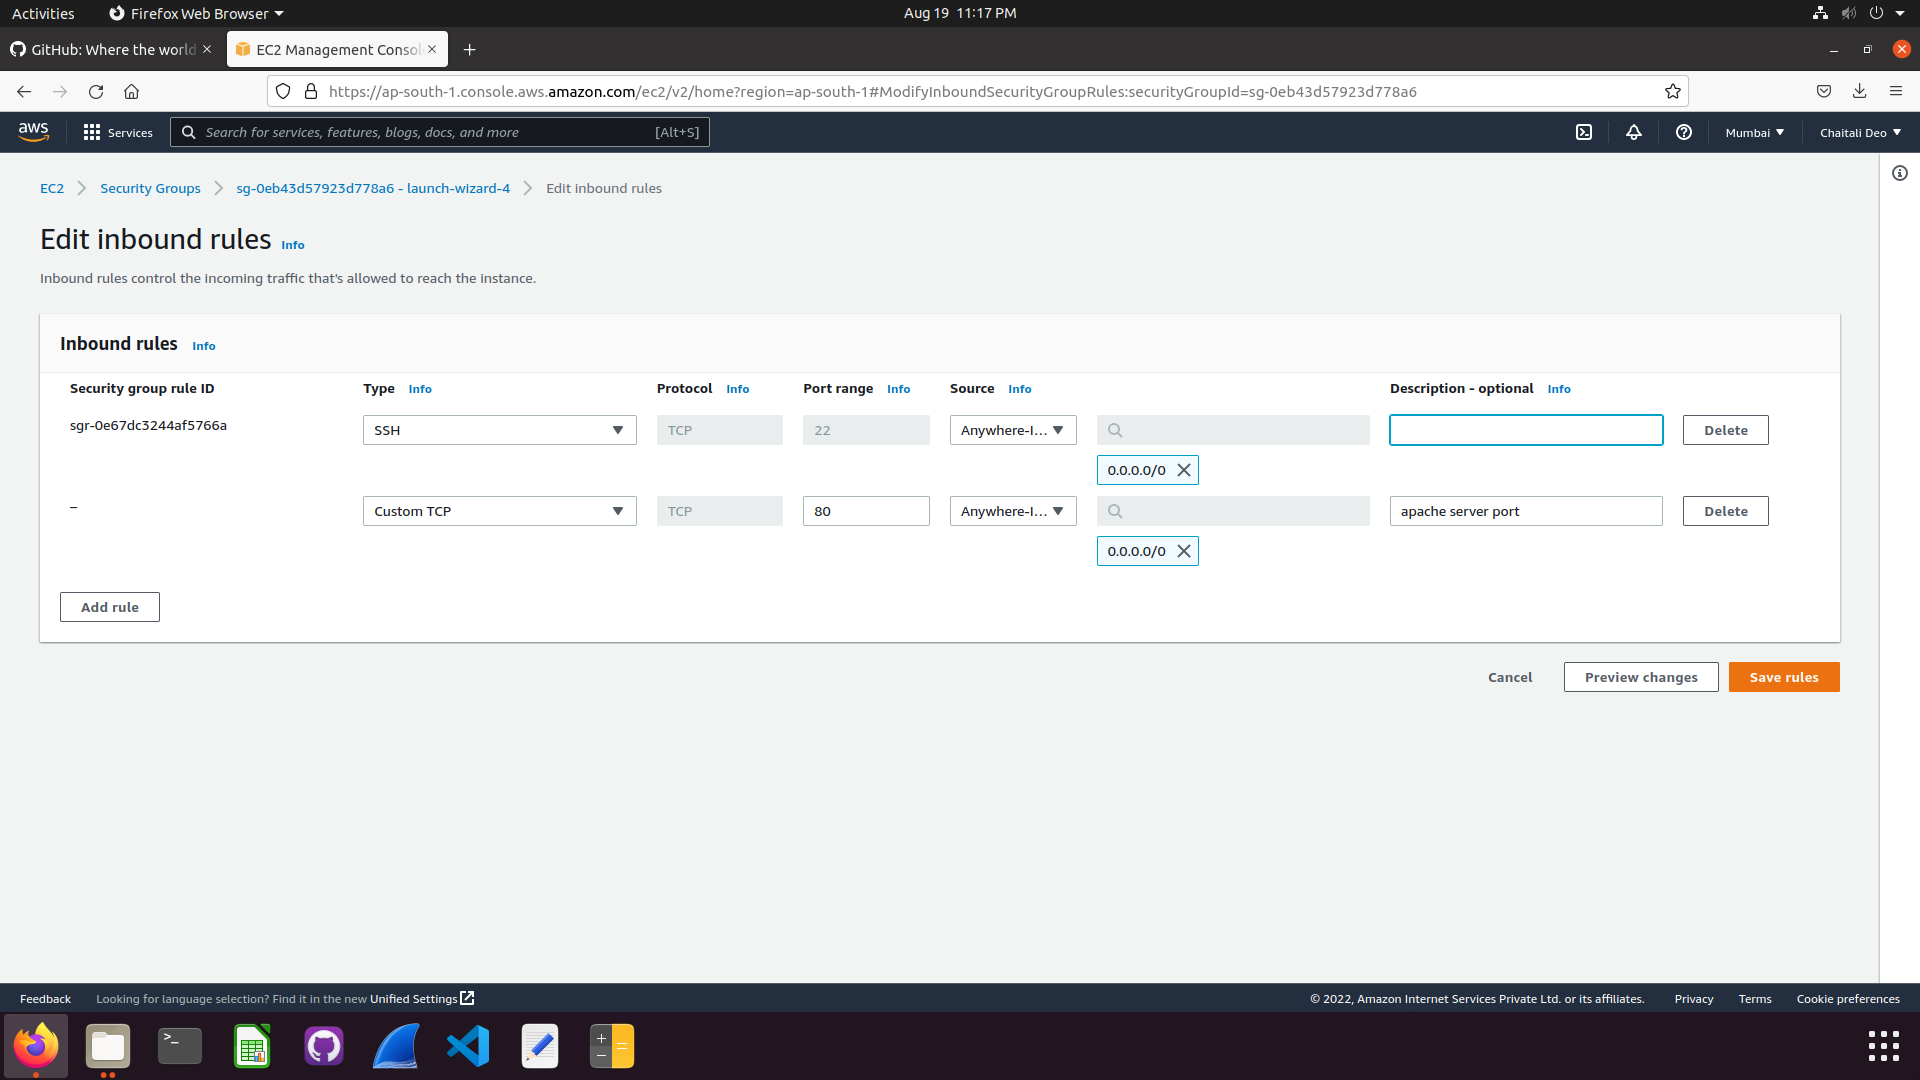 Activities Firefox Web Browser Aug 19 11:17 PM
GitHub: Where the world EC2 Management Consol
https://ap-south-1.console.aws.amazon.com/ec2/v2/home?region=ap-south-1#ModifyInboundSecurityGroupRules:securityGroupId=sg-0eb43d57923d778a6
aws Services Search for services, features, blogs, docs, and more [Alt+S] Mumbai Chaitali Deo
EC2 Security Groups sg-0eb43d57923d778a6 - launch-wizard-4 Edit inbound rules
Edit inbound rules Info
Inbound rules control the incoming traffic that's allowed to reach the instance.
Inbound rules Info
Security group rule ID Type Info Protocol Info Port range Info Source Info Description - optional Info
sgr-0e67dc3244af5766a SSH TCP 22 Anywhere-I... Delete
0.0.0.0/0
– Custom TCP TCP 80 Anywhere-I... apache server port Delete
0.0.0.0/0
Add rule
Cancel Preview changes Save rules
Feedback Looking for language selection? Find it in the new Unified Settings © 2022, Amazon Internet Services Private Ltd. or its affiliates. Privacy Terms Cookie preferences